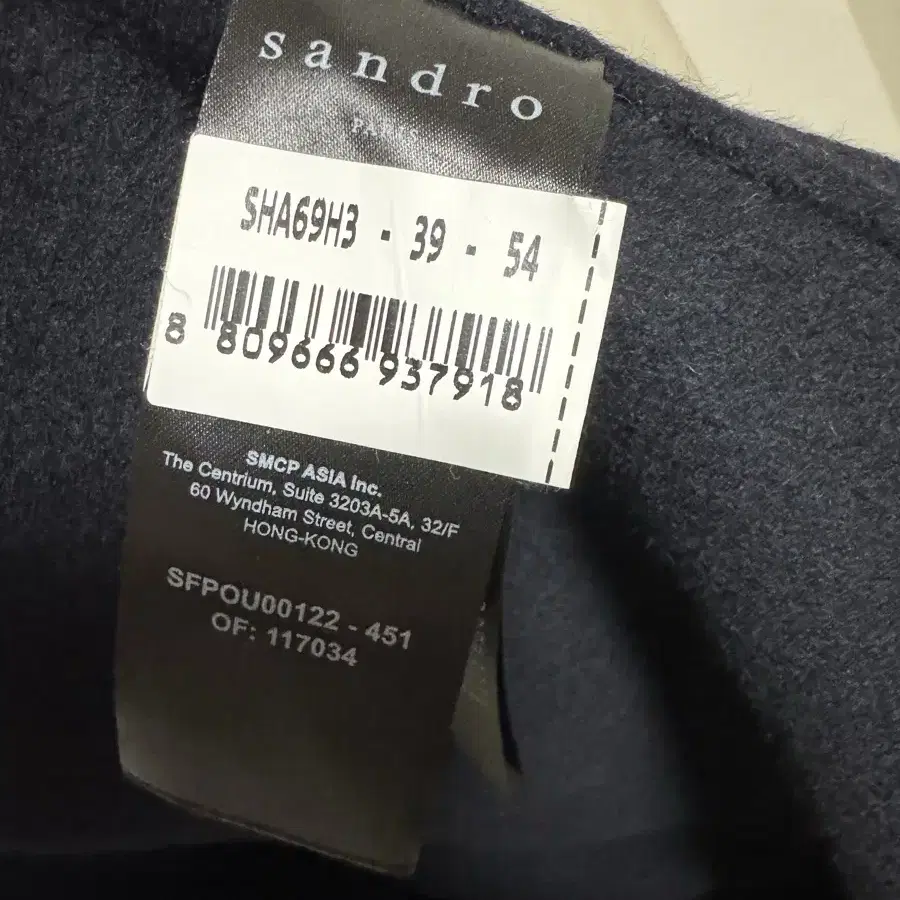 sandro
PARIS
SHA69H3 - 39 - 54
8 809666 937918
SMCP ASIA Inc.
The Centrium, Suite 3203A-5A, 32/F
60 Wyndham Street, Central
HONG-KONG
SFPOU00122 - 451
OF: 117034